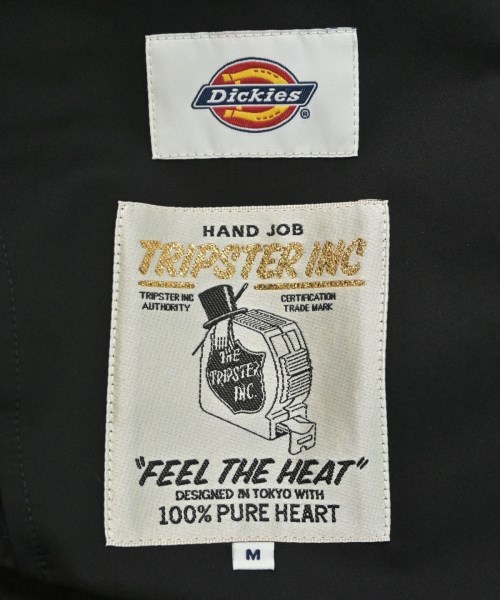 Dickies
®
HAND JOB
TRIPSTER INC
TRIPSTER INC
AUTHORITY
CERTIFICATION
TRADE MARK
THE
TRIPSTER
INC.
"FEEL THE HEAT"
DESIGNED IN TOKYO WITH
100% PURE HEART
M